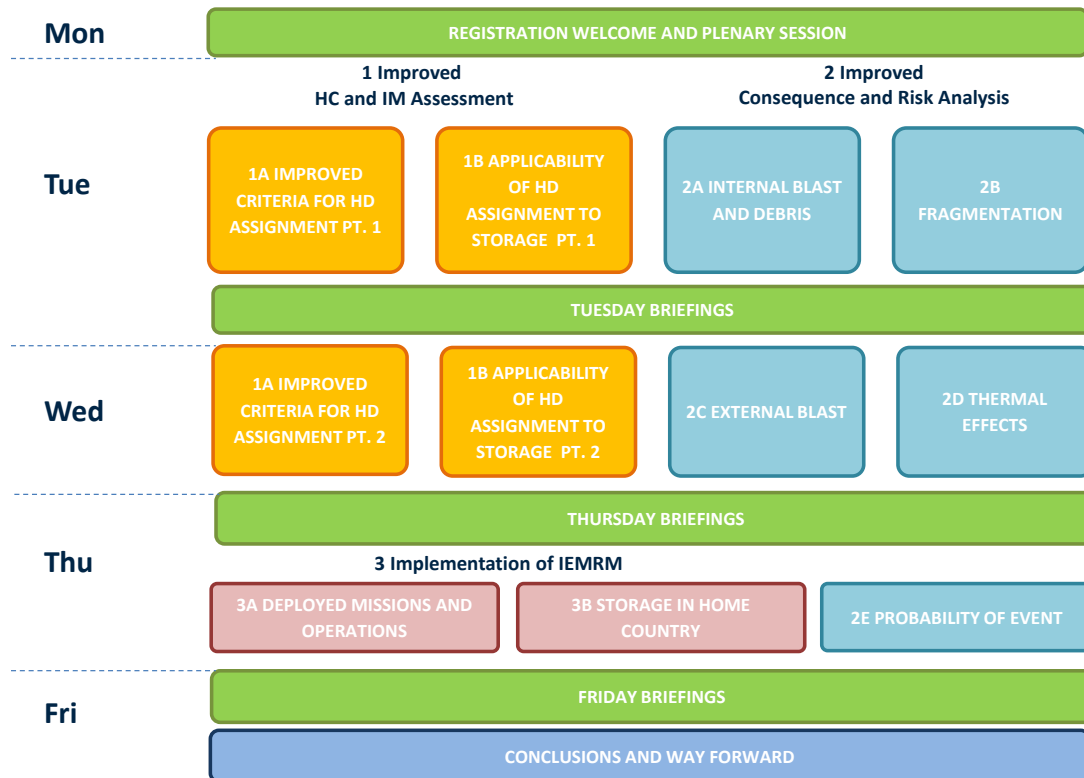 Mon
REGISTRATION WELCOME AND PLENARY SESSION
1 Improved
HC and IM Assessment
2 Improved
Consequence and Risk Analysis
Tue
1A IMPROVED
CRITERIA FOR HD
ASSIGNMENT PT. 1
1B APPLICABILITY
OF HD
ASSIGNMENT TO
STORAGE PT. 1
2A INTERNAL BLAST
AND DEBRIS
2B
FRAGMENTATION
TUESDAY BRIEFINGS
Wed
1A IMPROVED
CRITERIA FOR HD
ASSIGNMENT PT. 2
1B APPLICABILITY
OF HD
ASSIGNMENT TO
STORAGE PT. 2
2C EXTERNAL BLAST
2D THERMAL
EFFECTS
THURSDAY BRIEFINGS
Thu
3 Implementation of IEMRM
3A DEPLOYED MISSIONS AND
OPERATIONS
3B STORAGE IN HOME
COUNTRY
2E PROBABILITY OF EVENT
Fri
FRIDAY BRIEFINGS
CONCLUSIONS AND WAY FORWARD